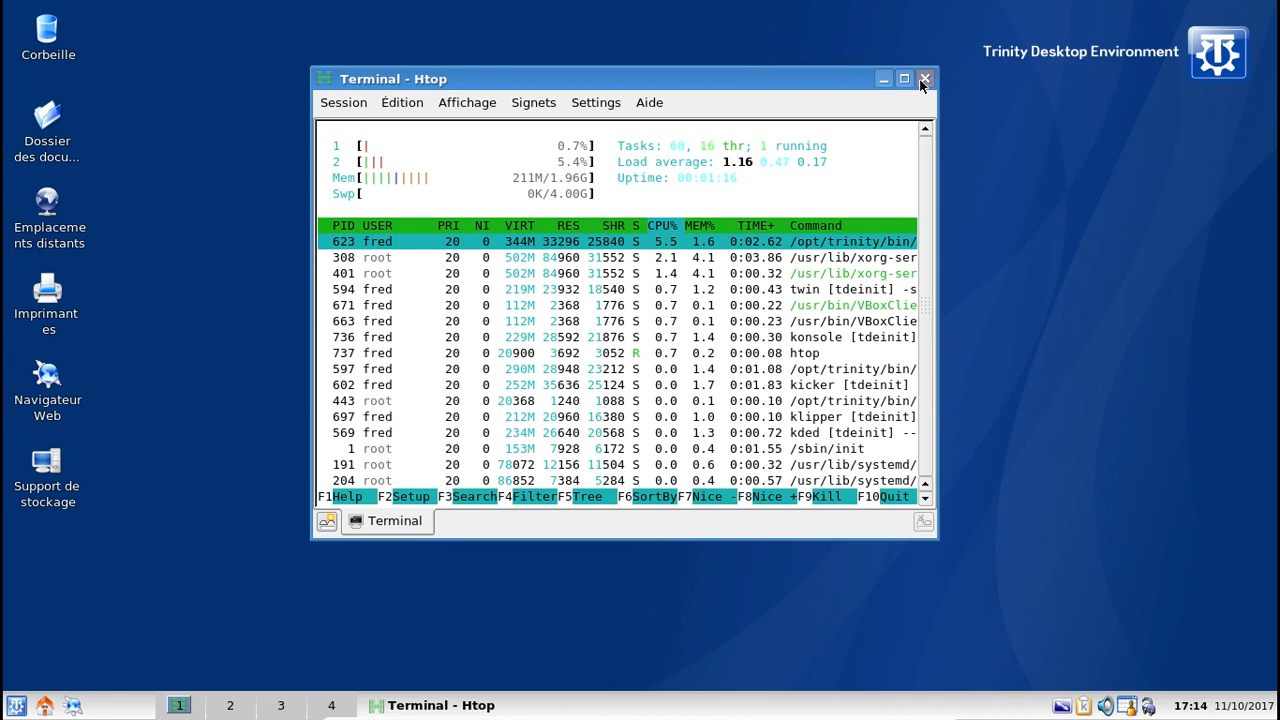 Corbeille
Dossier
des docu...
Emplaceme
nts distants
Imprimant
es
Navigateur
Web
Support de
stockage
Trinity Desktop Environment
Terminal - Htop
Session Édition Affichage Signets Settings Aide
1 [| 0.7%] Tasks: 60, 16 thr; 1 running
2 [||| 5.4%] Load average: 1.16 0.47 0.17
Mem[||||||||| 211M/1.96G] Uptime: 00:01:16
Swp[ 0K/4.00G]
PID USER PRI NI VIRT RES SHR S CPU% MEM% TIME+ Command
623 fred 20 0 344M 33296 25840 S 5.5 1.6 0:02.62 /opt/trinity/bin/
308 root 20 0 502M 84960 31552 S 2.1 4.1 0:03.86 /usr/lib/xorg-ser
401 root 20 0 502M 84960 31552 S 1.4 4.1 0:00.32 /usr/lib/xorg-ser
594 fred 20 0 219M 23932 18540 S 0.7 1.2 0:00.43 twin [tdeinit] -s
671 fred 20 0 112M 2368 1776 S 0.7 0.1 0:00.22 /usr/bin/VBoxClie
663 fred 20 0 112M 2368 1776 S 0.7 0.1 0:00.23 /usr/bin/VBoxClie
736 fred 20 0 229M 28592 21876 S 0.7 1.4 0:00.30 konsole [tdeinit]
737 fred 20 0 20900 3692 3052 R 0.7 0.2 0:00.08 htop
597 fred 20 0 290M 28948 23212 S 0.0 1.4 0:01.08 /opt/trinity/bin/
602 fred 20 0 252M 35636 25124 S 0.0 1.7 0:01.83 kicker [tdeinit]
443 root 20 0 20368 1240 1088 S 0.0 0.1 0:00.10 /opt/trinity/bin/
697 fred 20 0 212M 20960 16380 S 0.0 1.0 0:00.10 klipper [tdeinit]
569 fred 20 0 234M 26640 20568 S 0.0 1.3 0:00.72 kded [tdeinit] --
1 root 20 0 153M 7928 6172 S 0.0 0.4 0:01.55 /sbin/init
191 root 20 0 78072 12156 11504 S 0.0 0.6 0:00.32 /usr/lib/systemd/
204 root 20 0 86852 7384 5284 S 0.0 0.4 0:00.57 /usr/lib/systemd/
F1Help F2Setup F3SearchF4FilterF5Tree F6SortByF7Nice -F8Nice +F9Kill F10Quit
Terminal
1 2 3 4 Terminal - Htop 17:14 11/10/2017